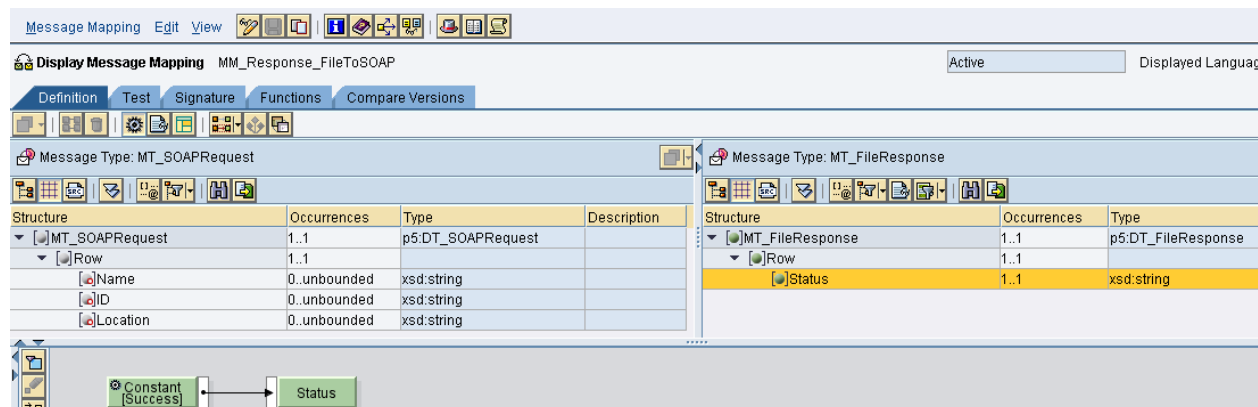 Message Mapping Edit View
Display Message Mapping MM_Response_FileToSOAP Active Displayed Languag
Definition Test Signature Functions Compare Versions
Message Type: MT_SOAPRequest Message Type: MT_FileResponse
Structure Occurrences Type Description Structure Occurrences Type
MT_SOAPRequest 1..1 p5:DT_SOAPRequest MT_FileResponse 1..1 p5:DT_FileResponse
Row 1..1 Row 1..1
Name 0..unbounded xsd:string Status 1..1 xsd:string
ID 0..unbounded xsd:string
Location 0..unbounded xsd:string
Constant
[Success] Status